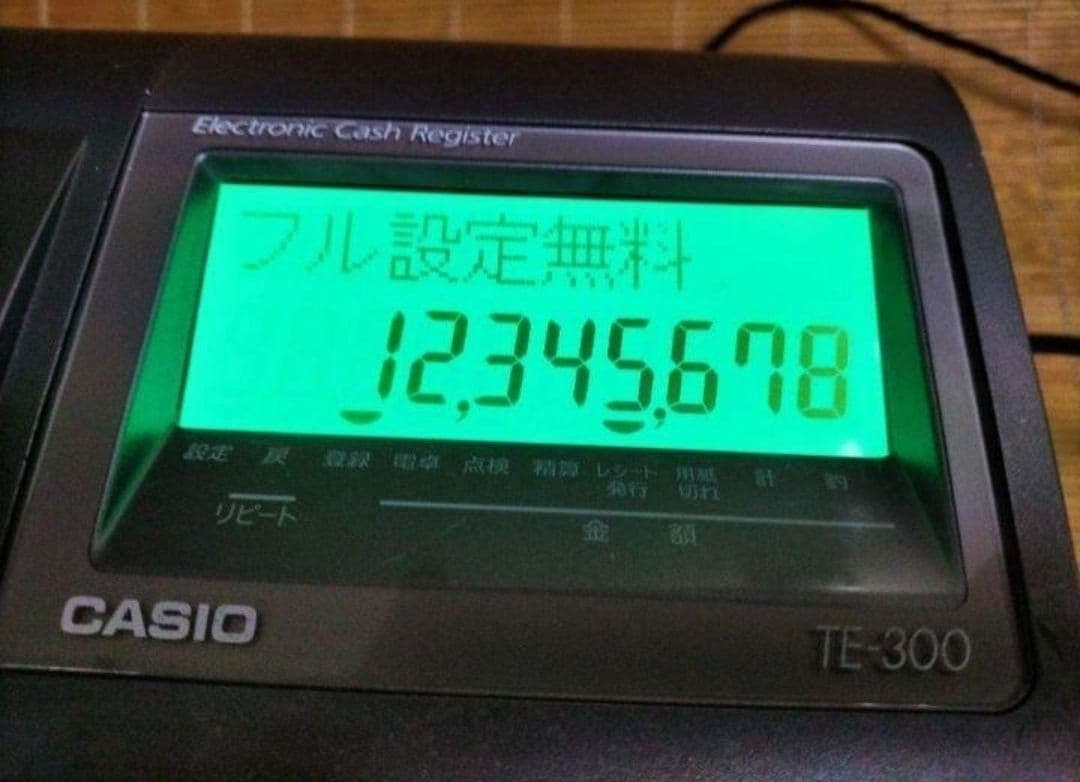 Electronic Cash Register
フル設定無料
12,345,678
設定 戻 登録 電卓 点検 精算 レシート発行 用紙切れ 計 釣
リピート 金額
CASIO TE-300